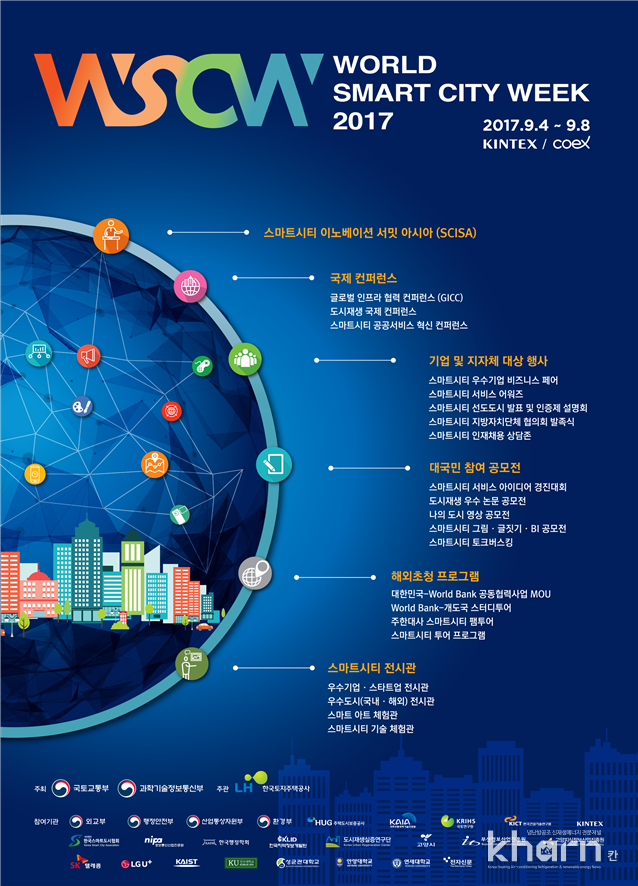 WSCW
WORLD
SMART CITY WEEK
2017
2017.9.4 ~ 9.8
KINTEX / coex
스마트시티 이노베이션 서밋 아시아 (SCISA)
국제 컨퍼런스
글로벌 인프라 협력 컨퍼런스 (GICC)
도시재생 국제 컨퍼런스
스마트시티 공공서비스 혁신 컨퍼런스
기업 및 지자체 대상 행사
스마트시티 우수기업 비즈니스 페어
스마트시티 서비스 어워즈
스마트시티 선도도시 발표 및 인증제 설명회
스마트시티 지방자치단체 협의회 발족식
스마트시티 인재채용 상담존
대국민 참여 공모전
스마트시티 서비스 아이디어 경진대회
도시재생 우수 논문 공모전
나의 도시 영상 공모전
스마트시티 그림 · 글짓기 · BI 공모전
스마트시티 토크버스킹
해외초청 프로그램
대한민국-World Bank 공동협력사업 MOU
World Bank-개도국 스터디투어
주한대사 스마트시티 팸투어
스마트시티 투어 프로그램
스마트시티 전시관
우수기업 · 스타트업 전시관
우수도시(국내 · 해외) 전시관
스마트 아트 체험관
스마트시티 기술 체험관
주최 국토교통부 과학기술정보통신부 주관 LH 한국토지주택공사
참여기관 외교부 행정안전부 산업통상자원부 환경부 HUG 주택도시보증공사 KAIA KRIHS 국토연구원 KICT 한국건설기술연구원 KINTEX
한국스마트도시협회 nipa 정보통신산업진흥원 한국행정학회 KLID 한국지역정보개발원 도시재생실증연구단 고양시
SK텔레콤 LG U+ KAIST KU 성균관대학교 안양대학교 연세대학교 전자신문
kharn 칸